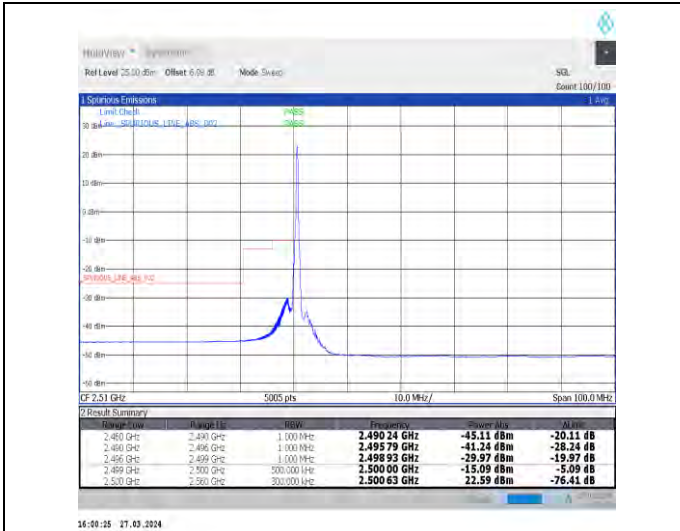 MultiView Spectrum
Ref Level 25.00 dBm Offset 6.08 dB Mode Sweep SGL
Count 100/100
1 Spurious Emissions 1 Avg
Limit Check PASS
30 dBm Line _SPURIOUS_LINE_ABS_002 PASS
20 dBm
10 dBm
0 dBm
-10 dBm
-20 dBm
-30 dBm
-40 dBm
-50 dBm
-60 dBm
CF 2.51 GHz 5005 pts 10.0 MHz/ Span 100.0 MHz
2 Result Summary
Range Low Range Up RBW Frequency Power Abs ΔLimit
2.460 GHz 2.490 GHz 1.000 MHz 2.490 24 GHz -45.11 dBm -20.11 dB
2.490 GHz 2.496 GHz 1.000 MHz 2.495 79 GHz -41.24 dBm -28.24 dB
2.496 GHz 2.499 GHz 1.000 MHz 2.498 93 GHz -29.97 dBm -19.97 dB
2.499 GHz 2.500 GHz 500.000 kHz 2.500 00 GHz -15.09 dBm -5.09 dB
2.500 GHz 2.560 GHz 300.000 kHz 2.500 63 GHz 22.59 dBm -76.41 dB
16:00:25 27.03.2024